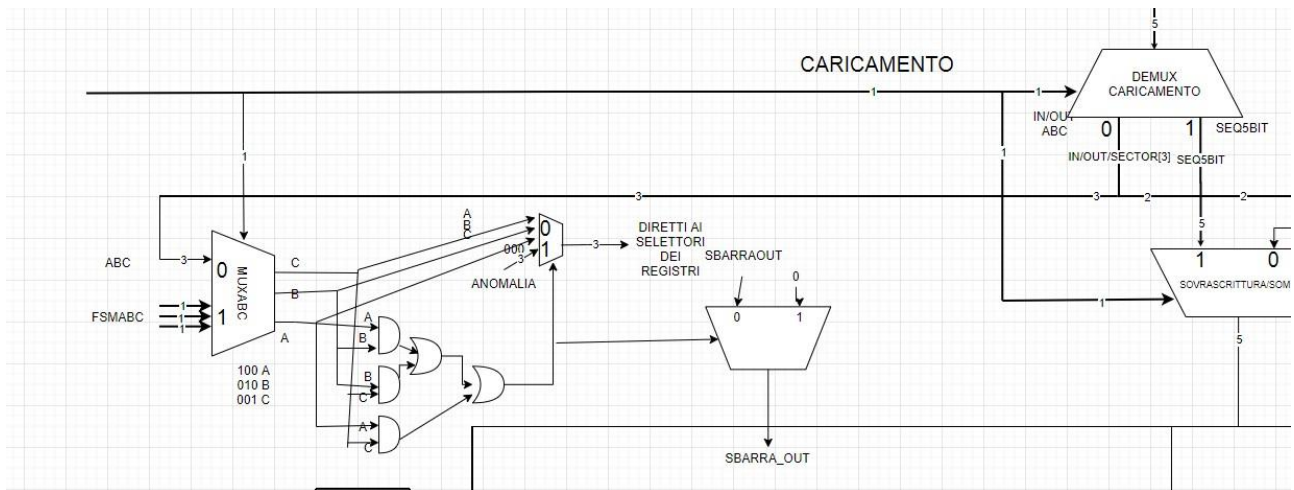 5
CARICAMENTO
DEMUX
CARICAMENTO
1
1
IN/OUT
ABC
0
1
SEQ5BIT
1
1
IN/OUT/SECTOR[3]
SEQ5BIT
3
3
2
2
A
B
C
0
1
000
3
ANOMALIA
3
DIRETTI AI
SELETTORI
DEI
REGISTRI
SBARRAOUT
0
5
ABC
3
0
MUXABC
C
B
A
FSMABC
1
1
1
1
0
1
1
0
SOVRASCRITTURA/SOM
1
5
A
B
B
C
A
C
100 A
010 B
001 C
SBARRA_OUT